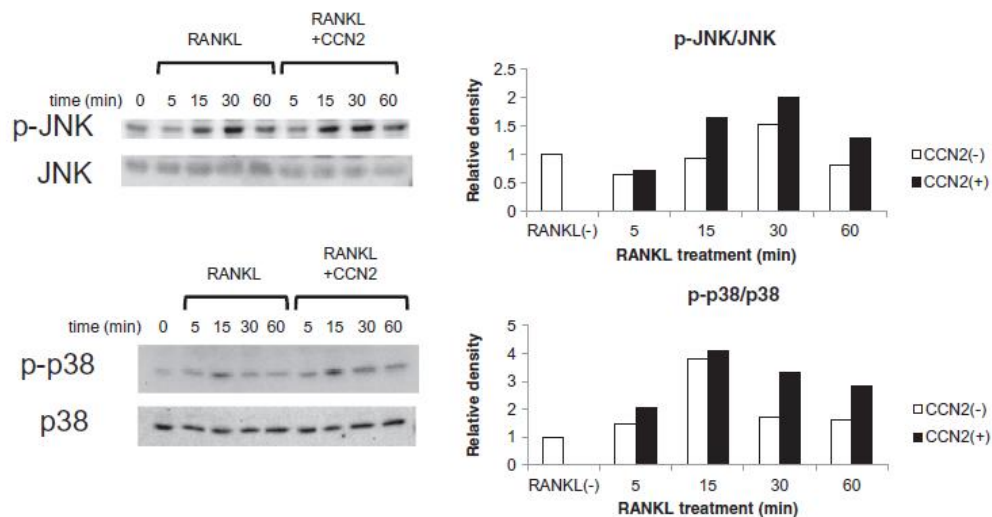 RANKL
RANKL
+CCN2
time (min) 0 5 15 30 60 5 15 30 60
p-JNK
JNK
p-JNK/JNK
Relative density
2.5
2
1.5
1
0.5
0
RANKL(-) 5 15 30 60
RANKL treatment (min)
CCN2(-)
CCN2(+)
RANKL
RANKL
+CCN2
time (min) 0 5 15 30 60 5 15 30 60
p-p38
p38
p-p38/p38
Relative density
5
4
3
2
1
0
RANKL(-) 5 15 30 60
RANKL treatment (min)
CCN2(-)
CCN2(+)